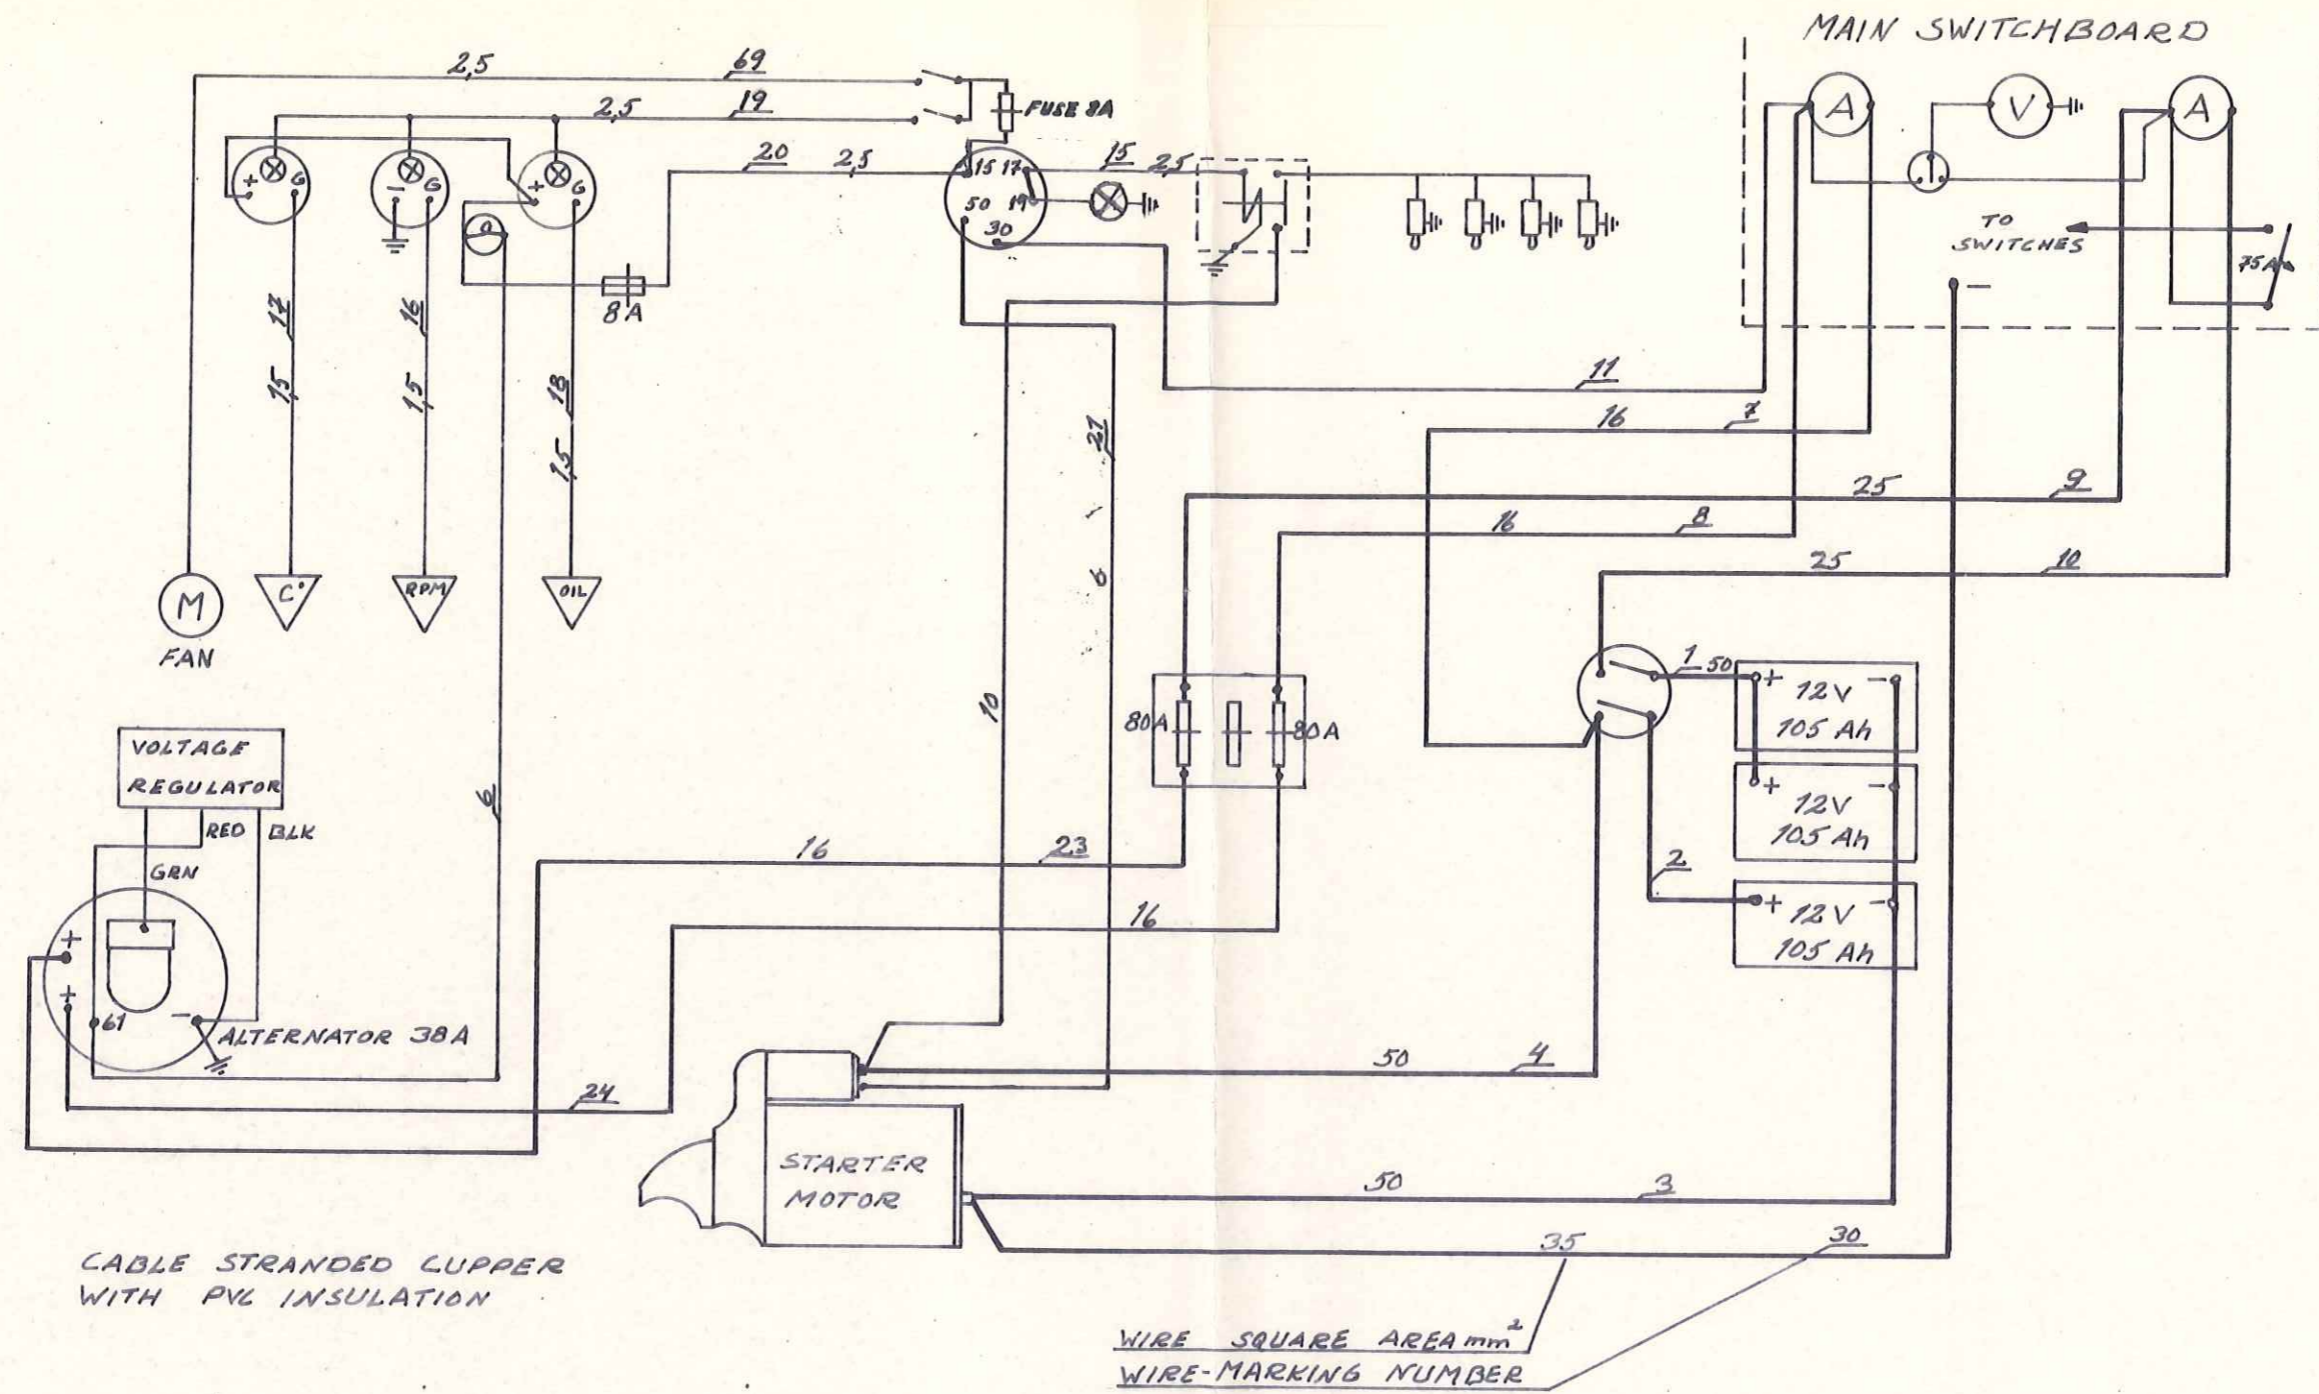 MAIN SWITCHBOARD
2,5 69
2,5 19
FUSE 8A
A V A
20 2,5
15 17 19 30 50
15 2,5
+ G
- G
+ G
TO
SWITCHES
75A
-
8A
17 1,5
16 1,5
18 1,5
11
16 7
25 9
16 8
25 10
21 6
10
M
FAN
C°
RPM
OIL
1 50
+ 12V -
105 Ah
+ 12V -
105 Ah
2
+ 12V -
105 Ah
80A 80A
VOLTAGE
REGULATOR
RED BLK
GRN
6
16 23
16
+
+
61 -
ALTERNATOR 38A
24
50 4
STARTER
MOTOR
50 3
35 30
CABLE STRANDED CUPPER
WITH PVC INSULATION
WIRE SQUARE AREA mm²
WIRE-MARKING NUMBER